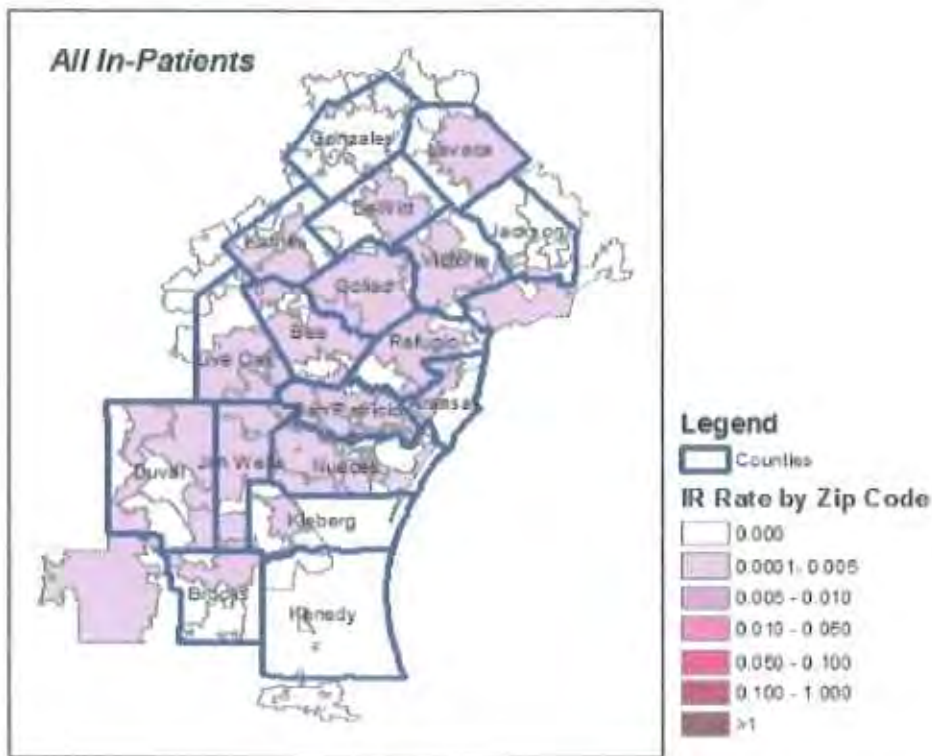 All In-Patients
Gonzales
Lavaca
DeWitt
Jackson
Karnes
Victoria
Goliad
Bee
Refugio
Live Oak
San Patricio
Aransas
Duval
Jim Wells
Nueces
Kleberg
Brooks
Kenedy
Legend
Counties
IR Rate by Zip Code
0.000
0.0001-0.005
0.005 - 0.010
0.010 - 0.050
0.050 - 0.100
0.100 - 1.000
>1